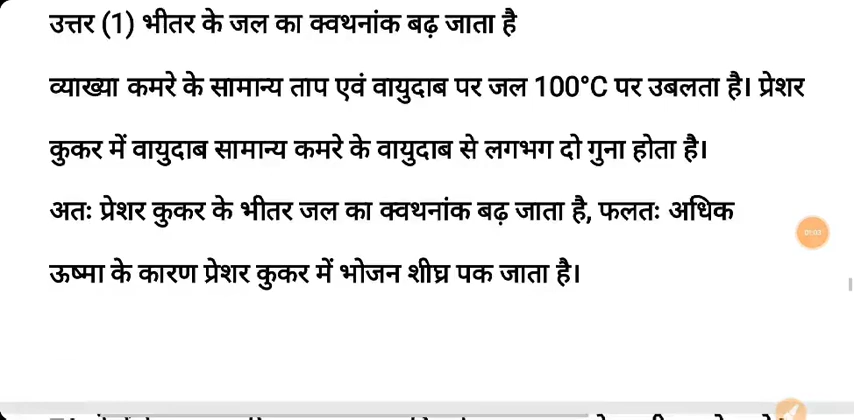 उत्तर (1) भीतर के जल का क्वथनांक बढ़ जाता है
व्याख्या कमरे के सामान्य ताप एवं वायुदाब पर जल 100°C पर उबलता है। प्रेशर
कुकर में वायुदाब सामान्य कमरे के वायुदाब से लगभग दो गुना होता है।
अतः प्रेशर कुकर के भीतर जल का क्वथनांक बढ़ जाता है, फलतः अधिक
ऊष्मा के कारण प्रेशर कुकर में भोजन शीघ्र पक जाता है।